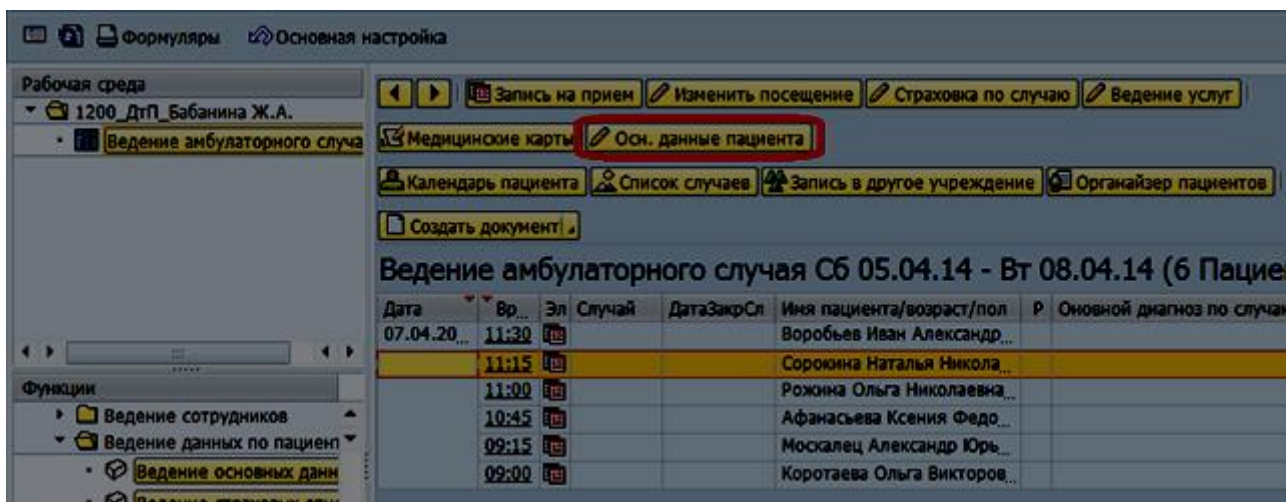 Формуляры Основная настройка
Рабочая среда
1200_ДтП_Бабанина Ж.А.
Ведение амбулаторного случа
Запись на прием Изменить посещение Страховка по случаю Ведение услуг
Медицинские карты Осн. данные пациента
Календарь пациента Список случаев Запись в другое учреждение Органайзер пациентов
Создать документ
Ведение амбулаторного случая Сб 05.04.14 - Вт 08.04.14 (6 Пацие
Дата Вр... Эл Случай ДатаЗакрСл Имя пациента/возраст/пол Р Оновной диагноз по случа
07.04.20... 11:30 Воробьев Иван Александр...
11:15 Сорокина Наталья Никола...
11:00 Рожина Ольга Николаевна...
10:45 Афанасьева Ксения Федо...
09:15 Москалец Александр Юрь...
09:00 Коротаева Ольга Викторов...
Функции
Ведение сотрудников
Ведение данных по пациент
Ведение основных данн